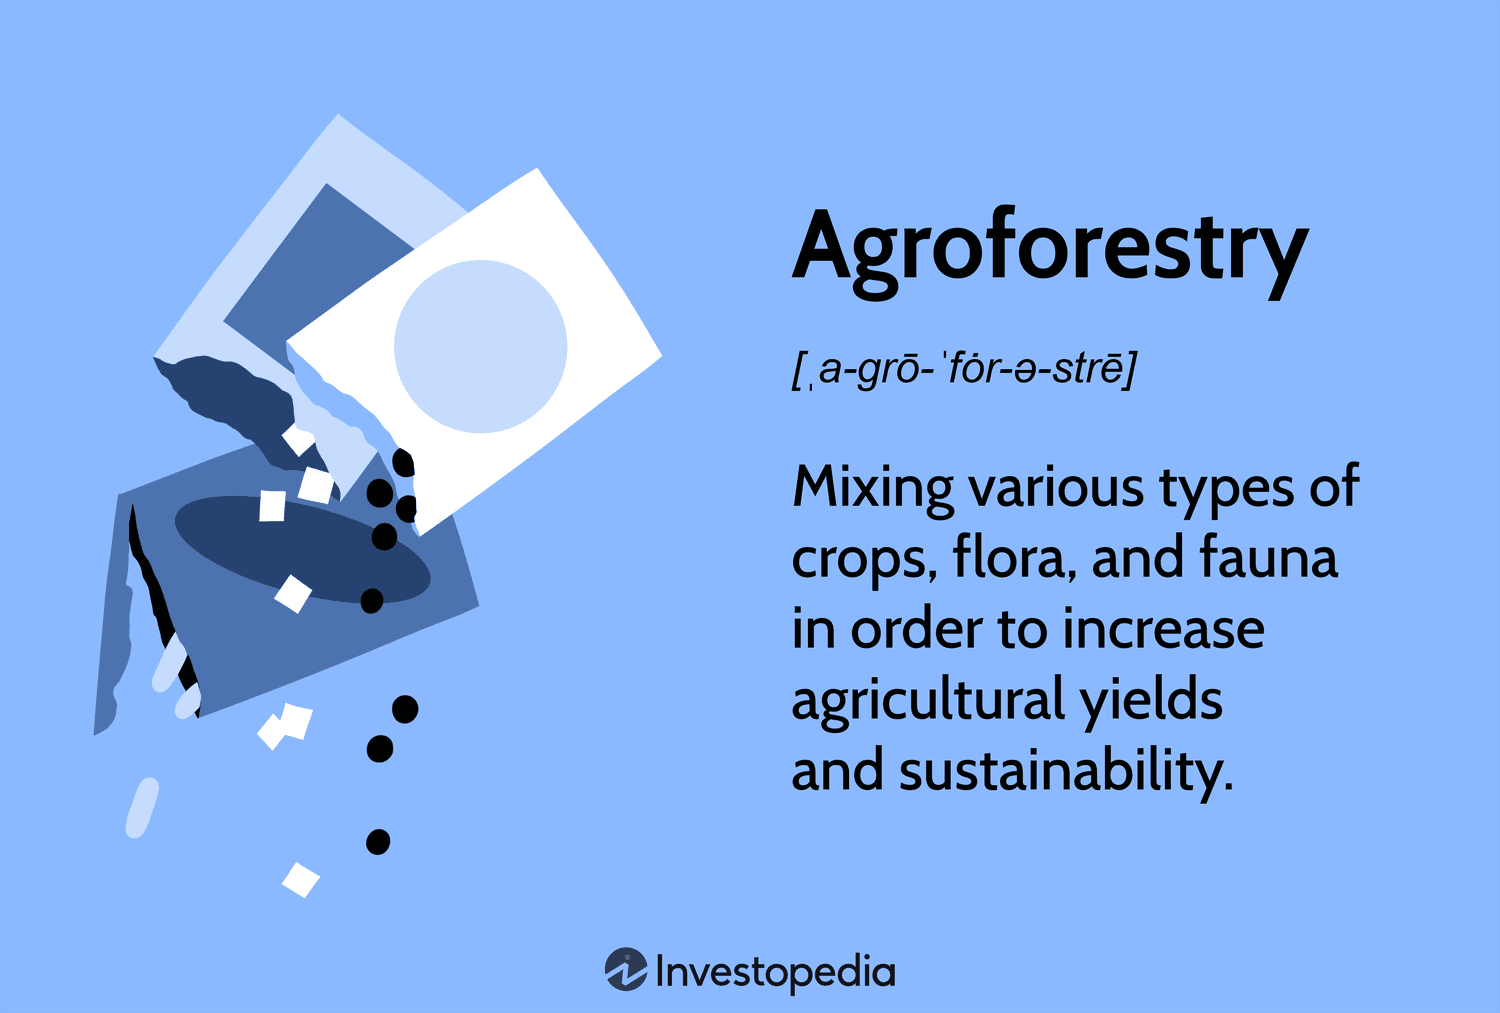 Agroforestry
[ˌa-grō-ˈfȯr-ə-strē]
Mixing various types of
crops, flora, and fauna
in order to increase
agricultural yields
and sustainability.
Investopedia